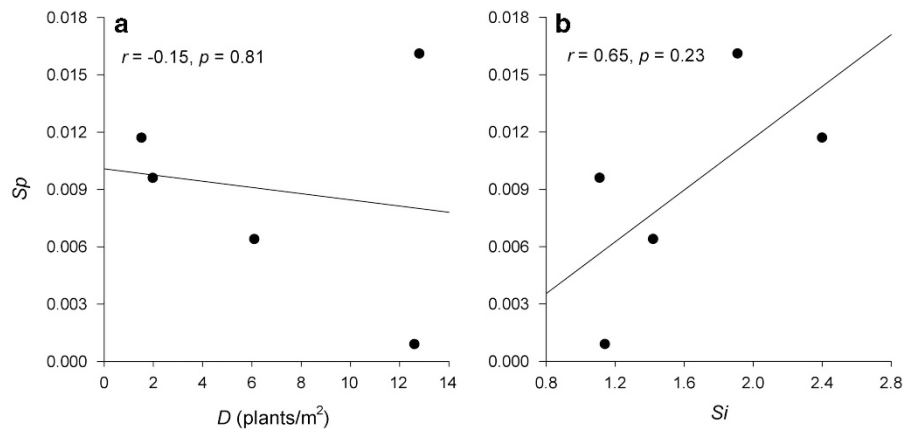 a
r = -0.15, p = 0.81
0.018
0.015
0.012
0.009
0.006
0.003
0.000
Sp
0 2 4 6 8 10 12 14
D (plants/m²)
b
r = 0.65, p = 0.23
0.018
0.015
0.012
0.009
0.006
0.003
0.000
0.8 1.2 1.6 2.0 2.4 2.8
Si